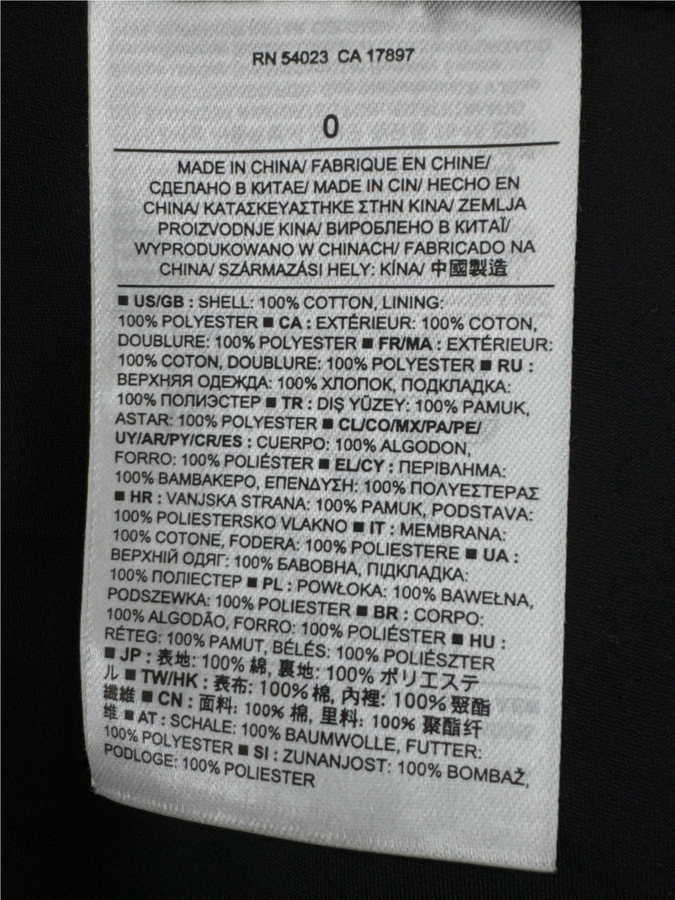 RN 54023 CA 17897
0
MADE IN CHINA/ FABRIQUE EN CHINE/
СДЕЛАНО В КИТАЕ/ MADE IN CIN/ HECHO EN
CHINA/ ΚΑΤΑΣΚΕΥΑΣΤΗΚΕ ΣΤΗΝ ΚΙΝΑ/ ZEMLJA
PROIZVODNJE KINA/ ВИРОБЛЕНО В КИТАЇ/
WYPRODUKOWANO W CHINACH/ FABRICADO NA
CHINA/ SZÁRMAZÁSI HELY: KÍNA/ 中國製造
■ US/GB : SHELL: 100% COTTON, LINING:
100% POLYESTER ■ CA : EXTÉRIEUR: 100% COTON,
DOUBLURE: 100% POLYESTER ■ FR/MA : EXTÉRIEUR:
100% COTON, DOUBLURE: 100% POLYESTER ■ RU :
ВЕРХНЯЯ ОДЕЖДА: 100% ХЛОПОК, ПОДКЛАДКА:
100% ПОЛИЭСТЕР ■ TR : DIŞ YÜZEY: 100% PAMUK,
ASTAR: 100% POLYESTER ■ CL/CO/MX/PA/PE/
UY/AR/PY/CR/ES : CUERPO: 100% ALGODON,
FORRO: 100% POLIÉSTER ■ EL/CY : ΠΕΡΙΒΛΗΜΑ:
100% ΒΑΜΒΑΚΕΡΟ, ΕΠΕΝΔΥΣΗ: 100% ΠΟΛΥΕΣΤΕΡΑΣ
■ HR : VANJSKA STRANA: 100% PAMUK, PODSTAVA:
100% POLIESTERSKO VLAKNO ■ IT : MEMBRANA:
100% COTONE, FODERA: 100% POLIESTERE ■ UA :
ВЕРХНІЙ ОДЯГ: 100% БАВОВНА, ПІДКЛАДКА:
100% ПОЛІЕСТЕР ■ PL : POWŁOKA: 100% BAWEŁNA,
PODSZEWKA: 100% POLIESTER ■ BR : CORPO:
100% ALGODÃO, FORRO: 100% POLIÉSTER ■ HU :
RÉTEG: 100% PAMUT, BÉLÉS: 100% POLIÉSZTER
■ JP : 表地: 100% 綿, 裏地: 100% ポリエステ
ル ■ TW/HK : 表布: 100% 棉, 內裡: 100% 聚酯
纖維 ■ CN : 面料: 100% 棉, 里料: 100% 聚酯纤
维 ■ AT : SCHALE: 100% BAUMWOLLE, FUTTER:
100% POLYESTER ■ SI : ZUNANJOST: 100% BOMBAŽ,
PODLOGE: 100% POLIESTER